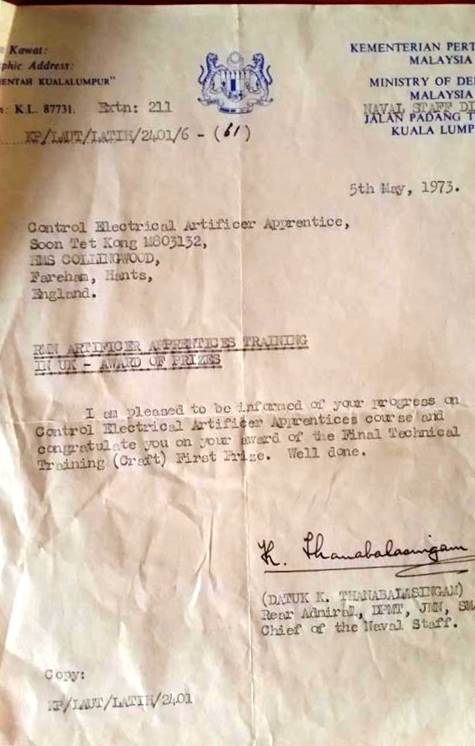 Kawat:
phic Address:
ENTAH KUALALUMPUR"
K.L. 87731. Extn: 211
KP/LAUT/LATIH/2401/6 - (61)
KEMENTERIAN PERT
MALAYSIA
MINISTRY OF DE
MALAYSIA
NAVAL STAFF DI
JALAN PADANG T
KUALA LUMP
5th May, 1973.
Control Electrical Artificer Apprentice,
Soon Tet Kong M803132,
HMS COLLINGWOOD,
Fareham, Hants,
England.
RMN ARTIFICER APPRENTICES TRAINING
IN UK - AWARD OF PRIZES
I am pleased to be informed of your progress on
Control Electrical Artificer Apprentices course and
congratulate you on your award of the Final Technical
Training (Craft) First Prize. Well done.
K. Thanabalasingam
(DATUK K. THANABALASINGAM)
Rear Admiral, DPMT, JMN, SM
Chief of the Naval Staff.
Copy:
KP/LAUT/LATIH/2401